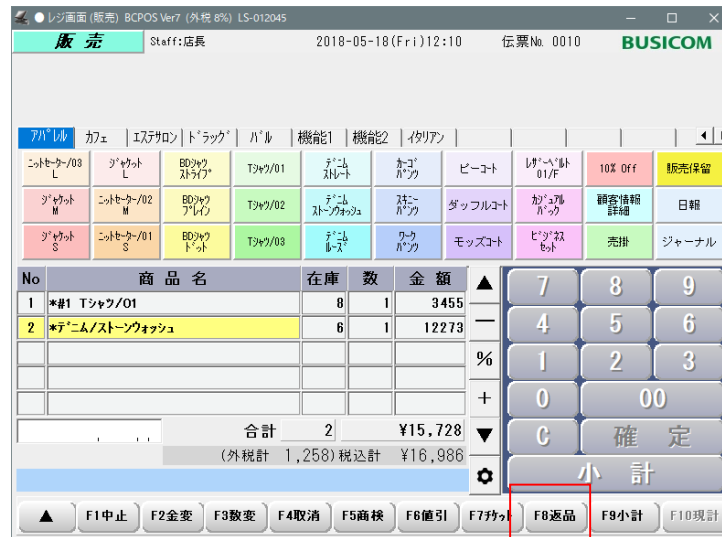 レジ画面 (販売) BCPOS Ver7 (外税 8%) LS-012045
販 売 Staff:店長 2018-05-18(Fri)12:10 伝票No. 0010 BUSICOM
アパレル カフェ エステサロン ドラッグ バル 機能1 機能2 イタリアン
ニットセーター/03 L ジャケット L BDシャツ ストライプ Tシャツ/01 デニム ストレート カーゴ パンツ ピーコート レザーベルト 01/F 10% Off 販売保留
ジャケット M ニットセーター/02 M BDシャツ プレイン Tシャツ/02 デニム ストーンウォッシュ スキニー パンツ ダッフルコート カジュアル バック 顧客情報 詳細 日報
ジャケット S ニットセーター/01 S BDシャツ ドット Tシャツ/03 デニム ルーズ ワーク パンツ モッズコート ビジネス セット 売掛 ジャーナル
No 商 品 名 在庫 数 金 額 ▲ 7 8 9
1 *#1 Tシャツ/01 8 1 3455
2 *デニム/ストーンウォッシュ 6 1 12273 － 4 5 6
% 1 2 3
+ 0 00
合計 2 ¥15,728 ▼ C 確 定
(外税計 1,258)税込計 ¥16,986
小 計
▲ F1中止 F2金変 F3数変 F4取消 F5商検 F6値引 F7チケット F8返品 F9小計 F10現計